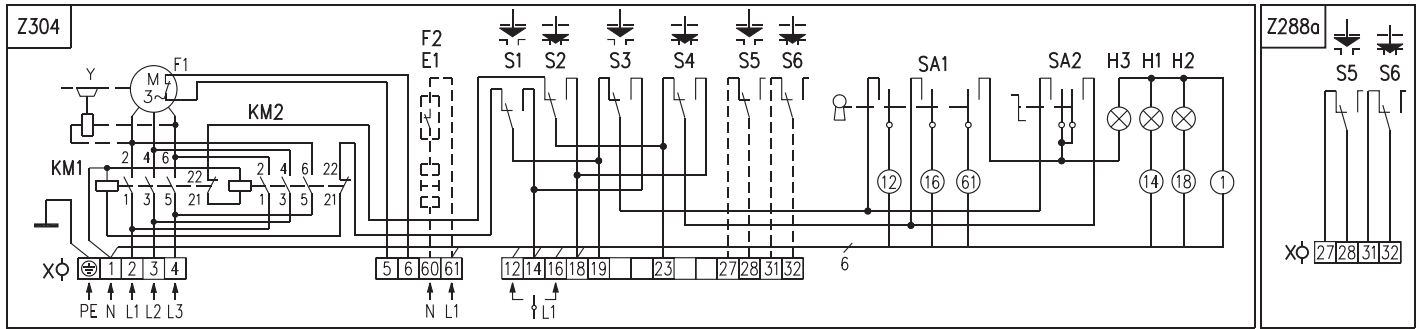 Z304
F2
E1
S1 S2 S3 S4 S5 S6
SA1 SA2 H3 H1 H2
Y
M
3~
F1
KM2
KM1
2 4 6
22
2 4 6
22
1 3 5
21
1 3 5
21
12 16 61 14 18 1
6
X
1 2 3 4
5 6 60 61
12 14 16 18 19 23 27 28 31 32
PE N L1 L2 L3
N L1
L1
Z288a
S5 S6
X
27 28 31 32